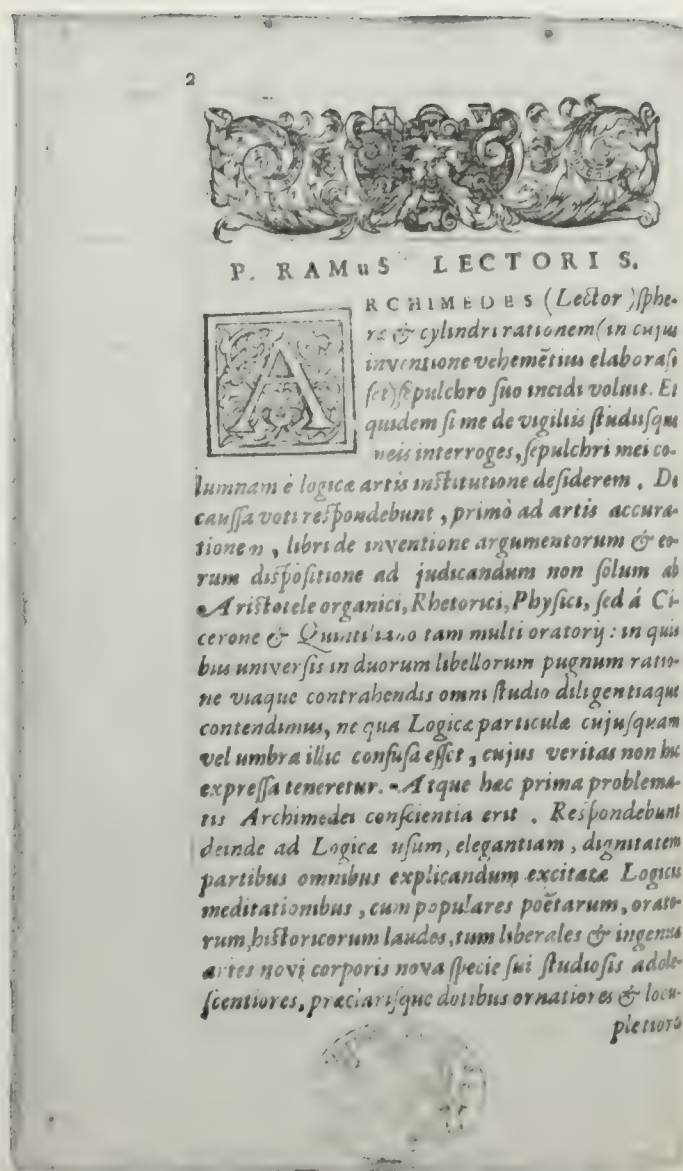 2
P. RAMuS LECTORI S.
ARCHIMEDES (Lector) sphe-
ræ & cylindri rationem (in cujus
inventione vehemẽtius elaboras
set) sepulchro suo incidi voluit. Et
quidem si me de vigiliis studiisque
meis interroges, sepulchri mei co-
lumnam è logicæ artis institutione desiderem. De
caussa voti respondebunt, primò ad artis accura-
tionem, libri de inventione argumentorum & eo-
rum dispositione ad judicandum non solum ab
Aristotele organici, Rhetorici, Physici, sed á Ci-
cerone & Quintiliano tam multi oratorij: in qui-
bus universis in duorum libellorum pugnum ratio-
ne viaque contrahendis omni studio diligentiaque
contendimus, ne qua Logicæ particulæ cujusquam
vel umbra illic confusa esset, cujus veritas non hic
expressa teneretur. Atque hæc prima problema-
tis Archimedei conscientia erit. Respondebunt
deinde ad Logicæ usum, elegantiam, dignitatem
partibus omnibus explicandum excitatæ Logicis
meditationibus, cum populares poëtarum, orato-
rum, historicorum laudes, tum liberales & ingenuæ
artes novi corporis nova specie sui studiosis adole-
scentiores, præclarisque dotibus ornatiores & locu-
pletiores